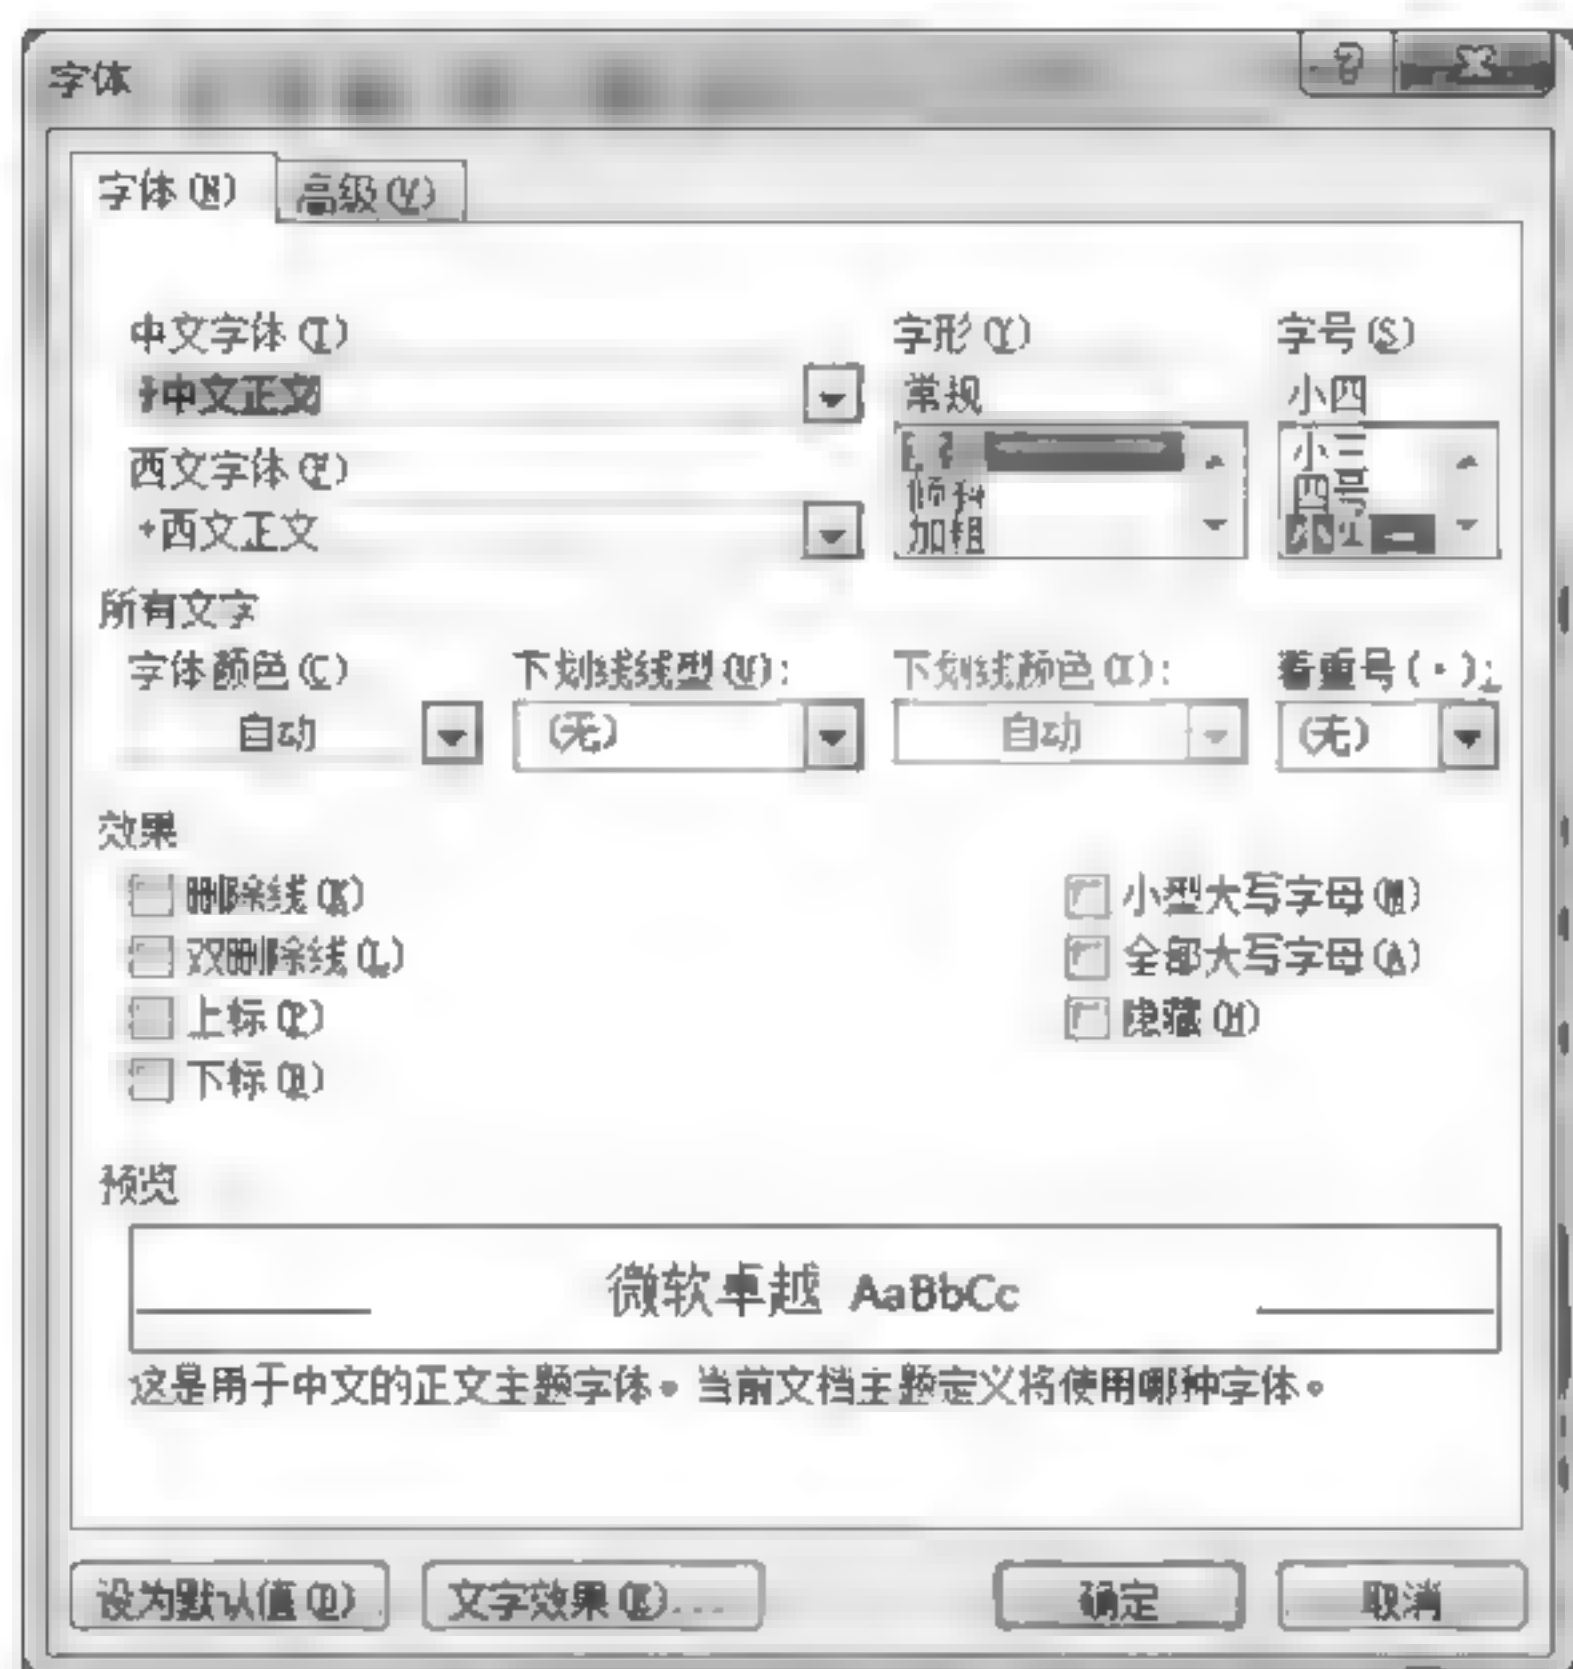 字体
字体(N) 高级(V)
中文字体(T) 字形(Y) 字号(S)
+中文正文 常规 小四
小三
西文字体(F) 倾斜 四号
+西文正文 加粗 小四
所有文字
字体颜色(C) 下划线线型(U): 下划线颜色(I): 着重号(·):
自动 (无) 自动 (无)
效果
删除线(K) 小型大写字母(M)
双删除线(L) 全部大写字母(A)
上标(P) 隐藏(H)
下标(B)
预览
微软卓越 AaBbCc
这是用于中文的正文主题字体。当前文档主题定义将使用哪种字体。
设为默认值(D) 文字效果(E)... 确定 取消